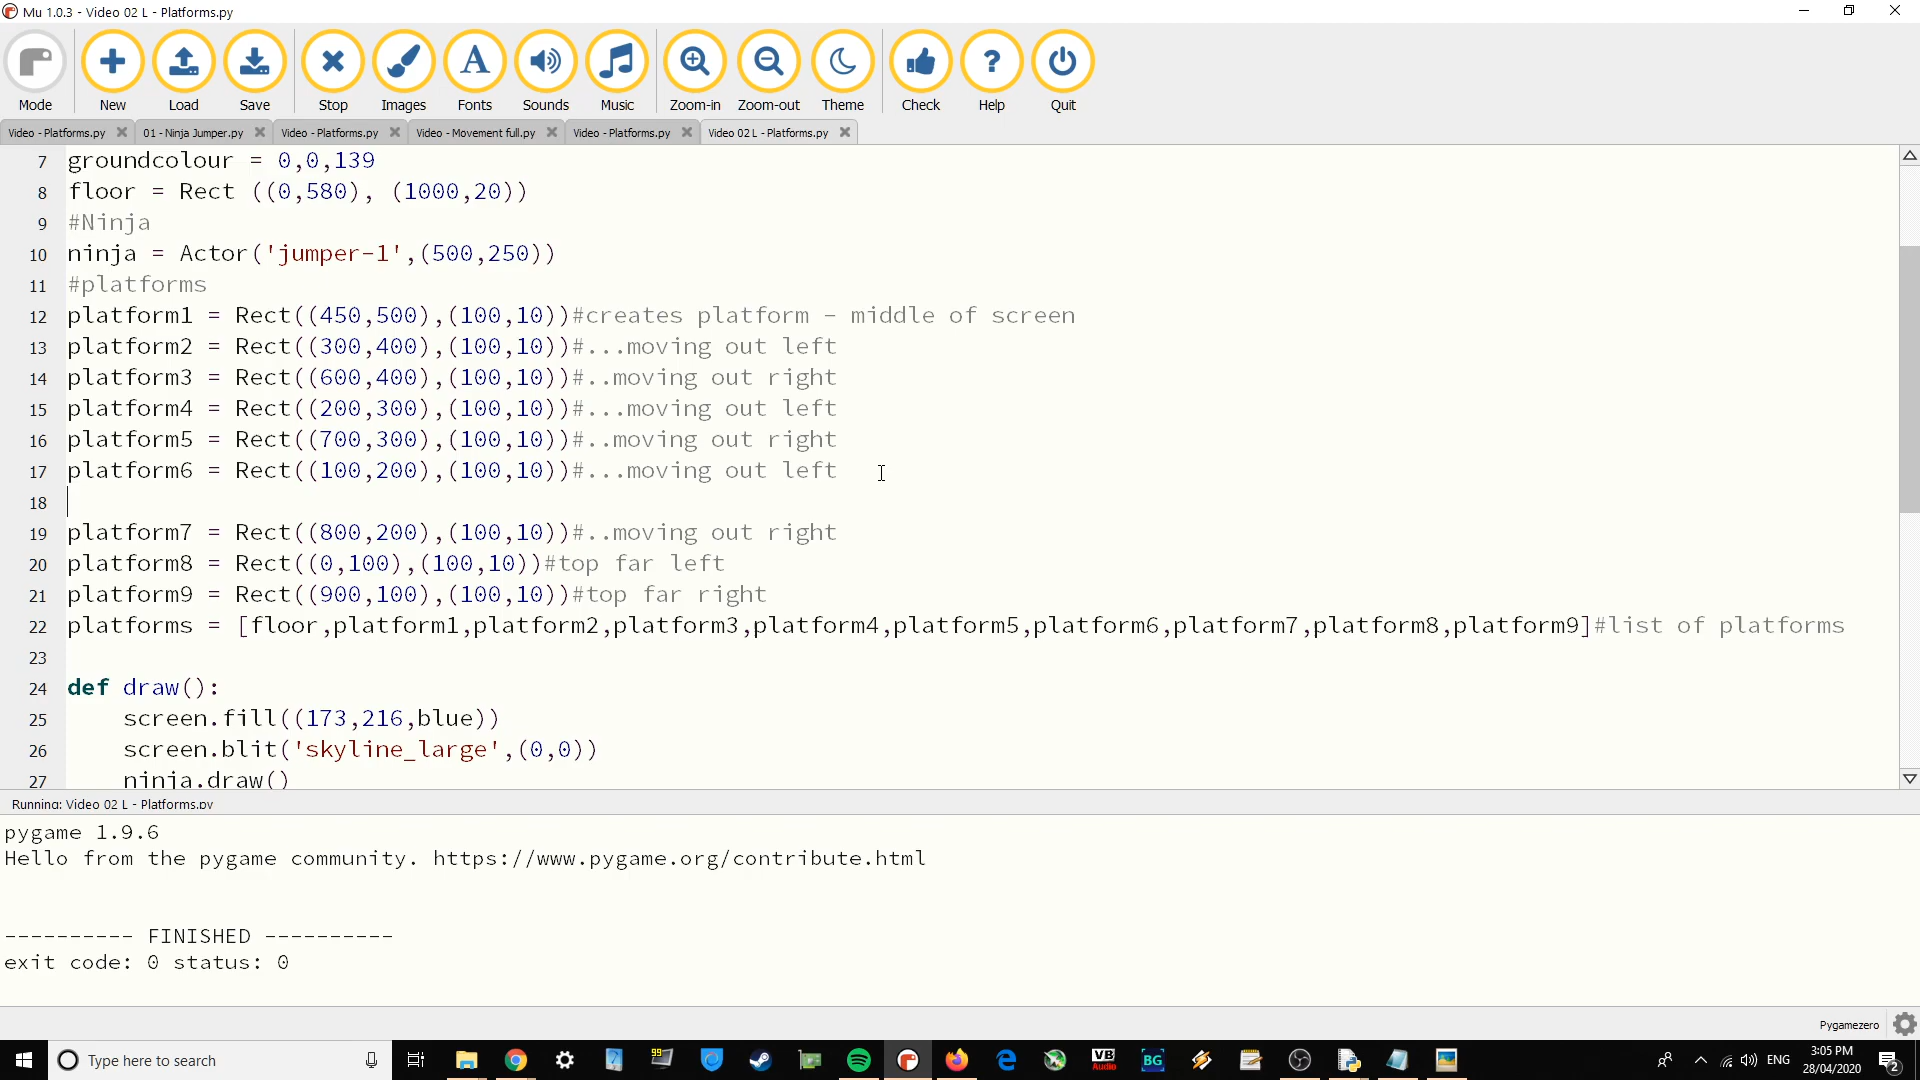 Mu 1.0.3 - Video 02 L - Platforms.py
Mode New Load Save Stop Images Fonts Sounds Music Zoom-in Zoom-out Theme Check Help Quit
Video - Platforms.py 01 - Ninja Jumper.py Video - Platforms.py Video - Movement full.py Video - Platforms.py Video 02 L - Platforms.py
7 groundcolour = 0,0,139
8 floor = Rect ((0,580), (1000,20))
9 #Ninja
10 ninja = Actor('jumper-1',(500,250))
11 #platforms
12 platform1 = Rect((450,500),(100,10))#creates platform - middle of screen
13 platform2 = Rect((300,400),(100,10))#...moving out left
14 platform3 = Rect((600,400),(100,10))#..moving out right
15 platform4 = Rect((200,300),(100,10))#...moving out left
16 platform5 = Rect((700,300),(100,10))#..moving out right
17 platform6 = Rect((100,200),(100,10))#...moving out left
18
19 platform7 = Rect((800,200),(100,10))#..moving out right
20 platform8 = Rect((0,100),(100,10))#top far left
21 platform9 = Rect((900,100),(100,10))#top far right
22 platforms = [floor,platform1,platform2,platform3,platform4,platform5,platform6,platform7,platform8,platform9]#list of platforms
23
24 def draw():
25 screen.fill((173,216,blue))
26 screen.blit('skyline_large',(0,0))
27 ninja.draw()
Running: Video 02 L - Platforms.py
pygame 1.9.6
Hello from the pygame community. https://www.pygame.org/contribute.html
---------- FINISHED ----------
exit code: 0 status: 0
Pygamezero
Type here to search
99
VB Audio
BG
ENG
3:05 PM
28/04/2020
2